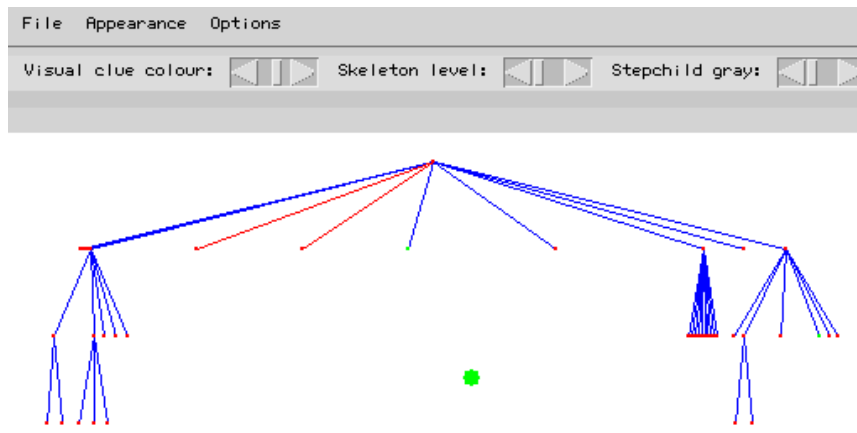 File Appearance Options
Visual clue colour: Skeleton level: Stepchild gray: